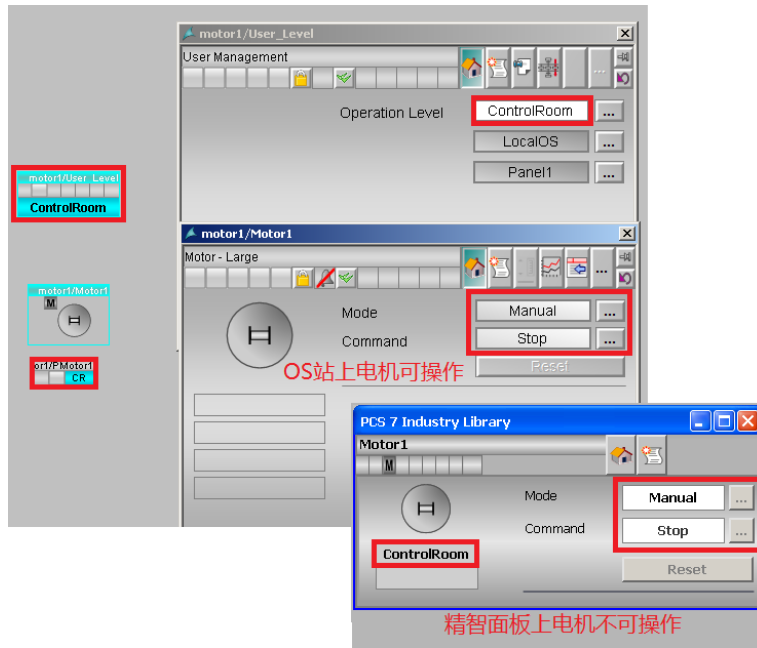 motor1/User_Level
User Management
...
Operation Level
ControlRoom
...
LocalOS
...
Panel1
...
motor1/User_Level
ControlRoom
motor1/Motor1
Motor - Large
...
Mode
Manual
...
Command
Stop
...
Reset
OS站上电机可操作
motor1/Motor1
M
or1/PMotor1
CR
PCS 7 Industry Library
Motor1
M
Mode
Manual
...
Command
Stop
...
ControlRoom
Reset
精智面板上电机不可操作